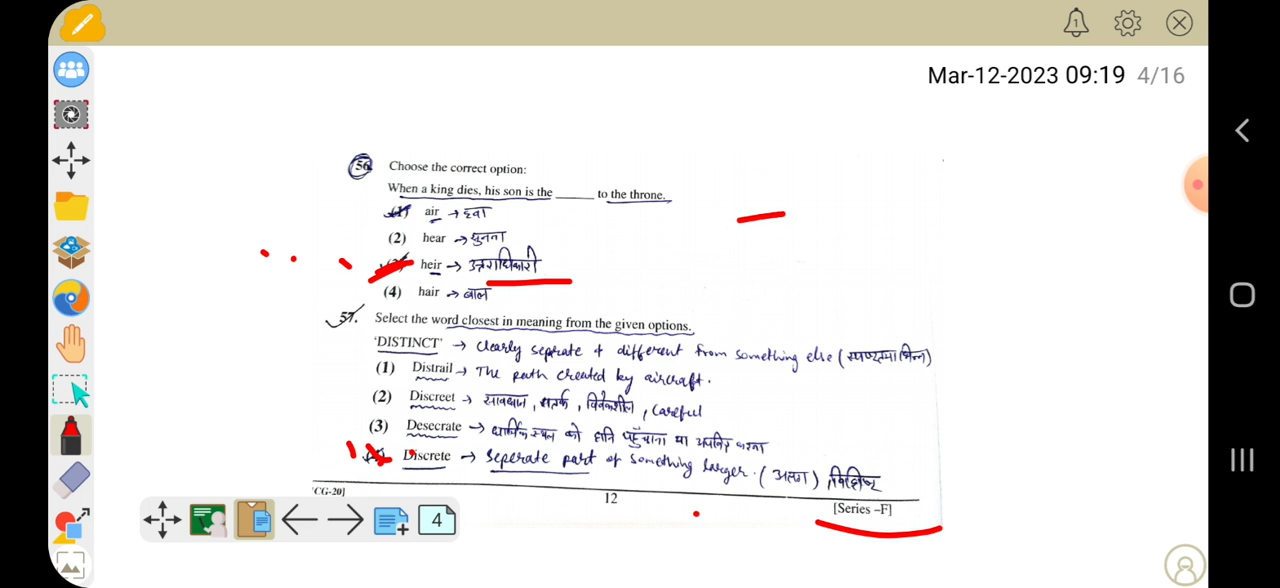 Mar-12-2023 09:19 4/16
1
56. Choose the correct option:
When a king dies, his son is the ______ to the throne.
(1) air → हवा
(2) hear → सुनना
heir → उत्तराधिकारी
(4) hair → बाल
57. Select the word closest in meaning from the given options.
'DISTINCT' → clearly seprate & different from something else (स्पष्टतया भिन्न)
(1) Distrail → The path created by aircraft.
(2) Discreet → सावधान, सतर्क, विवेकशील, careful
(3) Desecrate → धार्मिक स्थल को हानि पहुँचाना या अपवित्र करना
Discrete → seperate part of something larger. (अलग)
CG-20] 12 [Series –F]
4